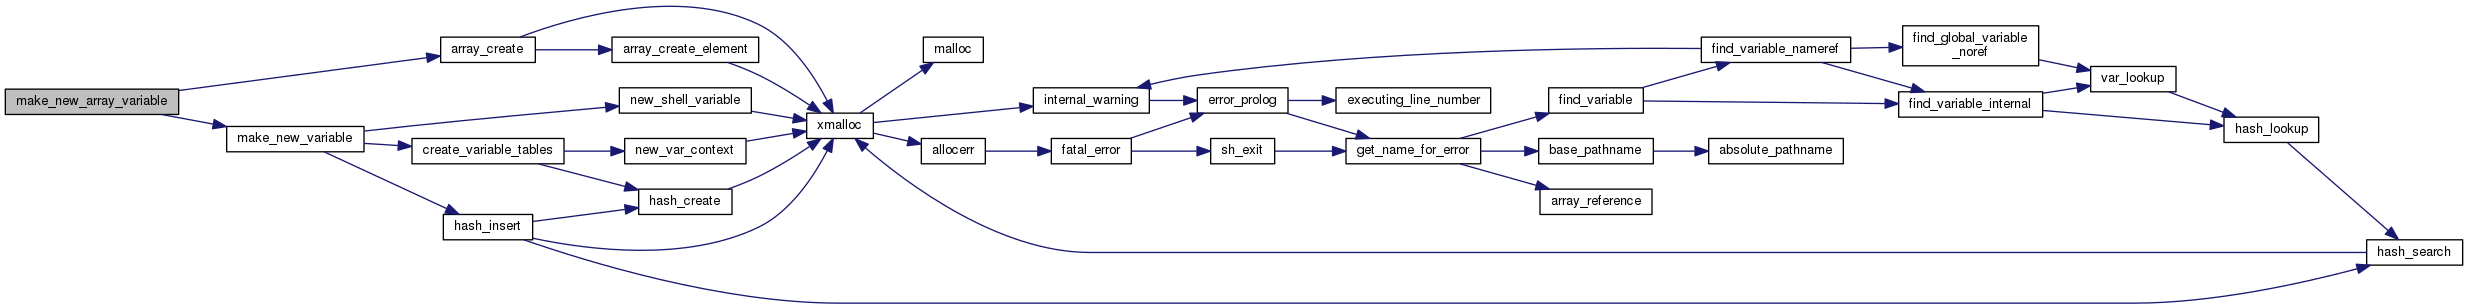 make_new_array_variable
array_create
make_new_variable
array_create_element
new_shell_variable
create_variable_tables
new_var_context
hash_create
hash_insert
xmalloc
malloc
internal_warning
allocerr
fatal_error
error_prolog
sh_exit
executing_line_number
get_name_for_error
find_variable
base_pathname
array_reference
find_variable_nameref
absolute_pathname
find_global_variable
_noref
find_variable_internal
var_lookup
hash_lookup
hash_search